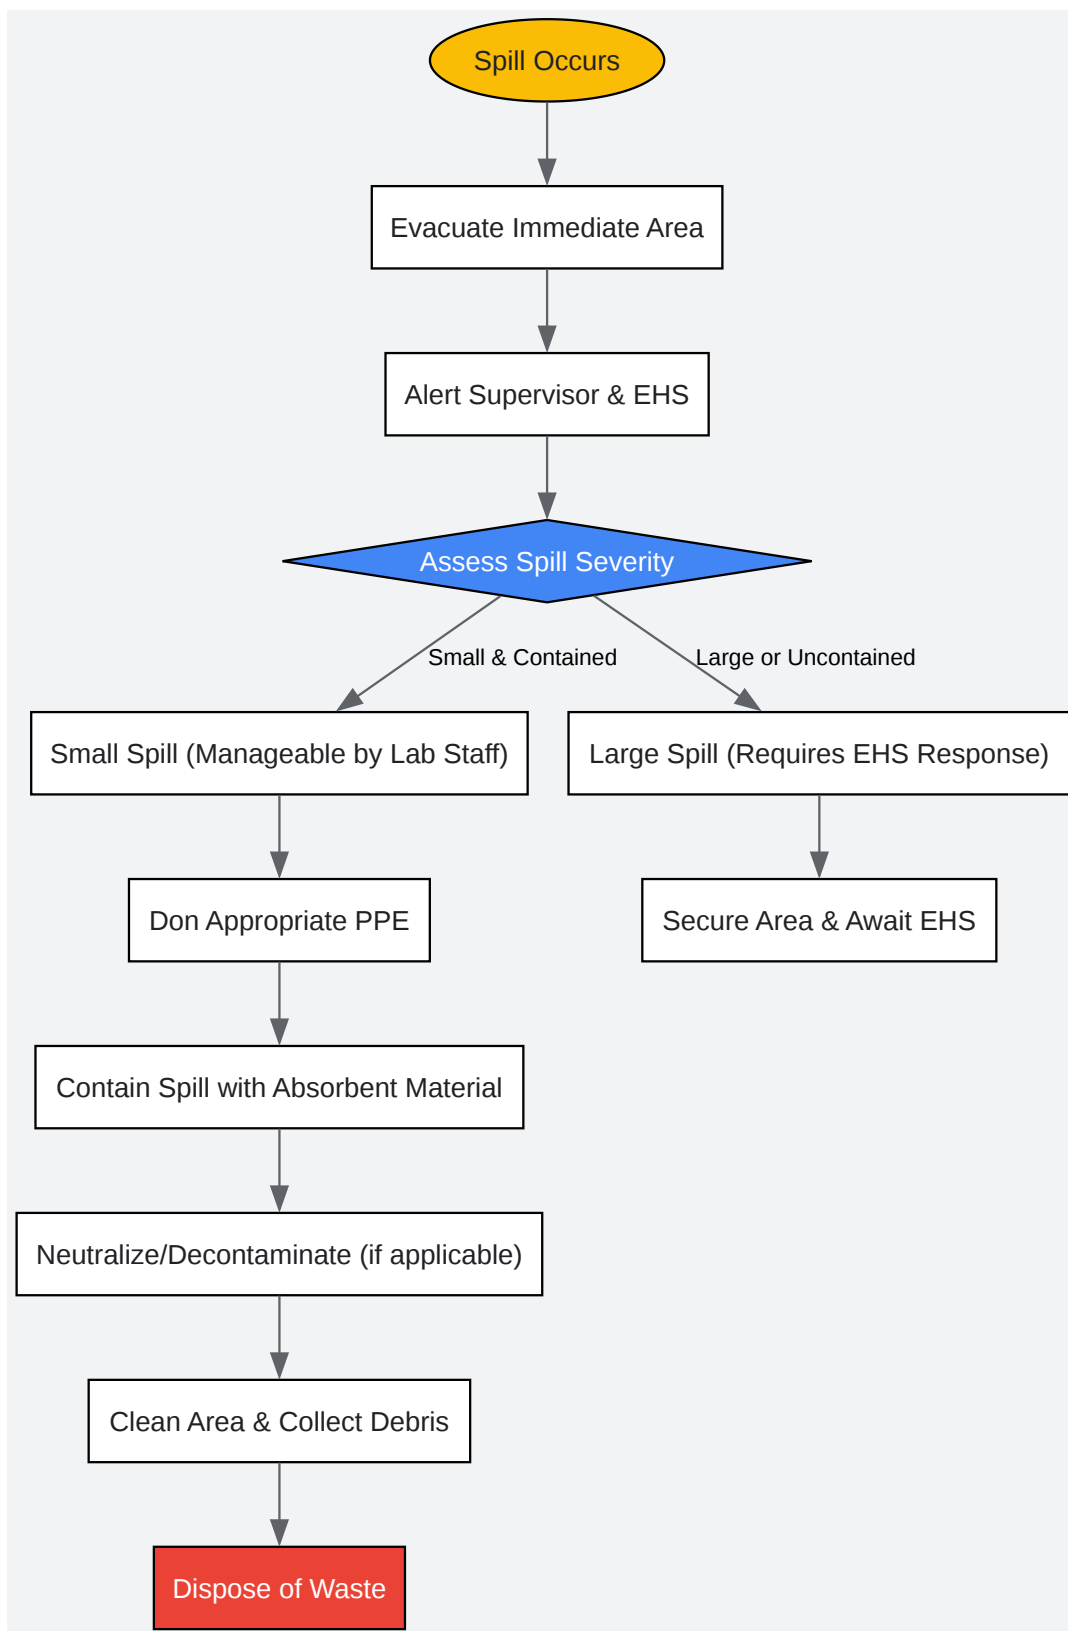 Spill Occurs
Evacuate Immediate Area
Alert Supervisor & EHS
Assess Spill Severity
Small & Contained
Large or Uncontained
Small Spill (Manageable by Lab Staff)
Large Spill (Requires EHS Response)
Don Appropriate PPE
Secure Area & Await EHS
Contain Spill with Absorbent Material
Neutralize/Decontaminate (if applicable)
Clean Area & Collect Debris
Dispose of Waste